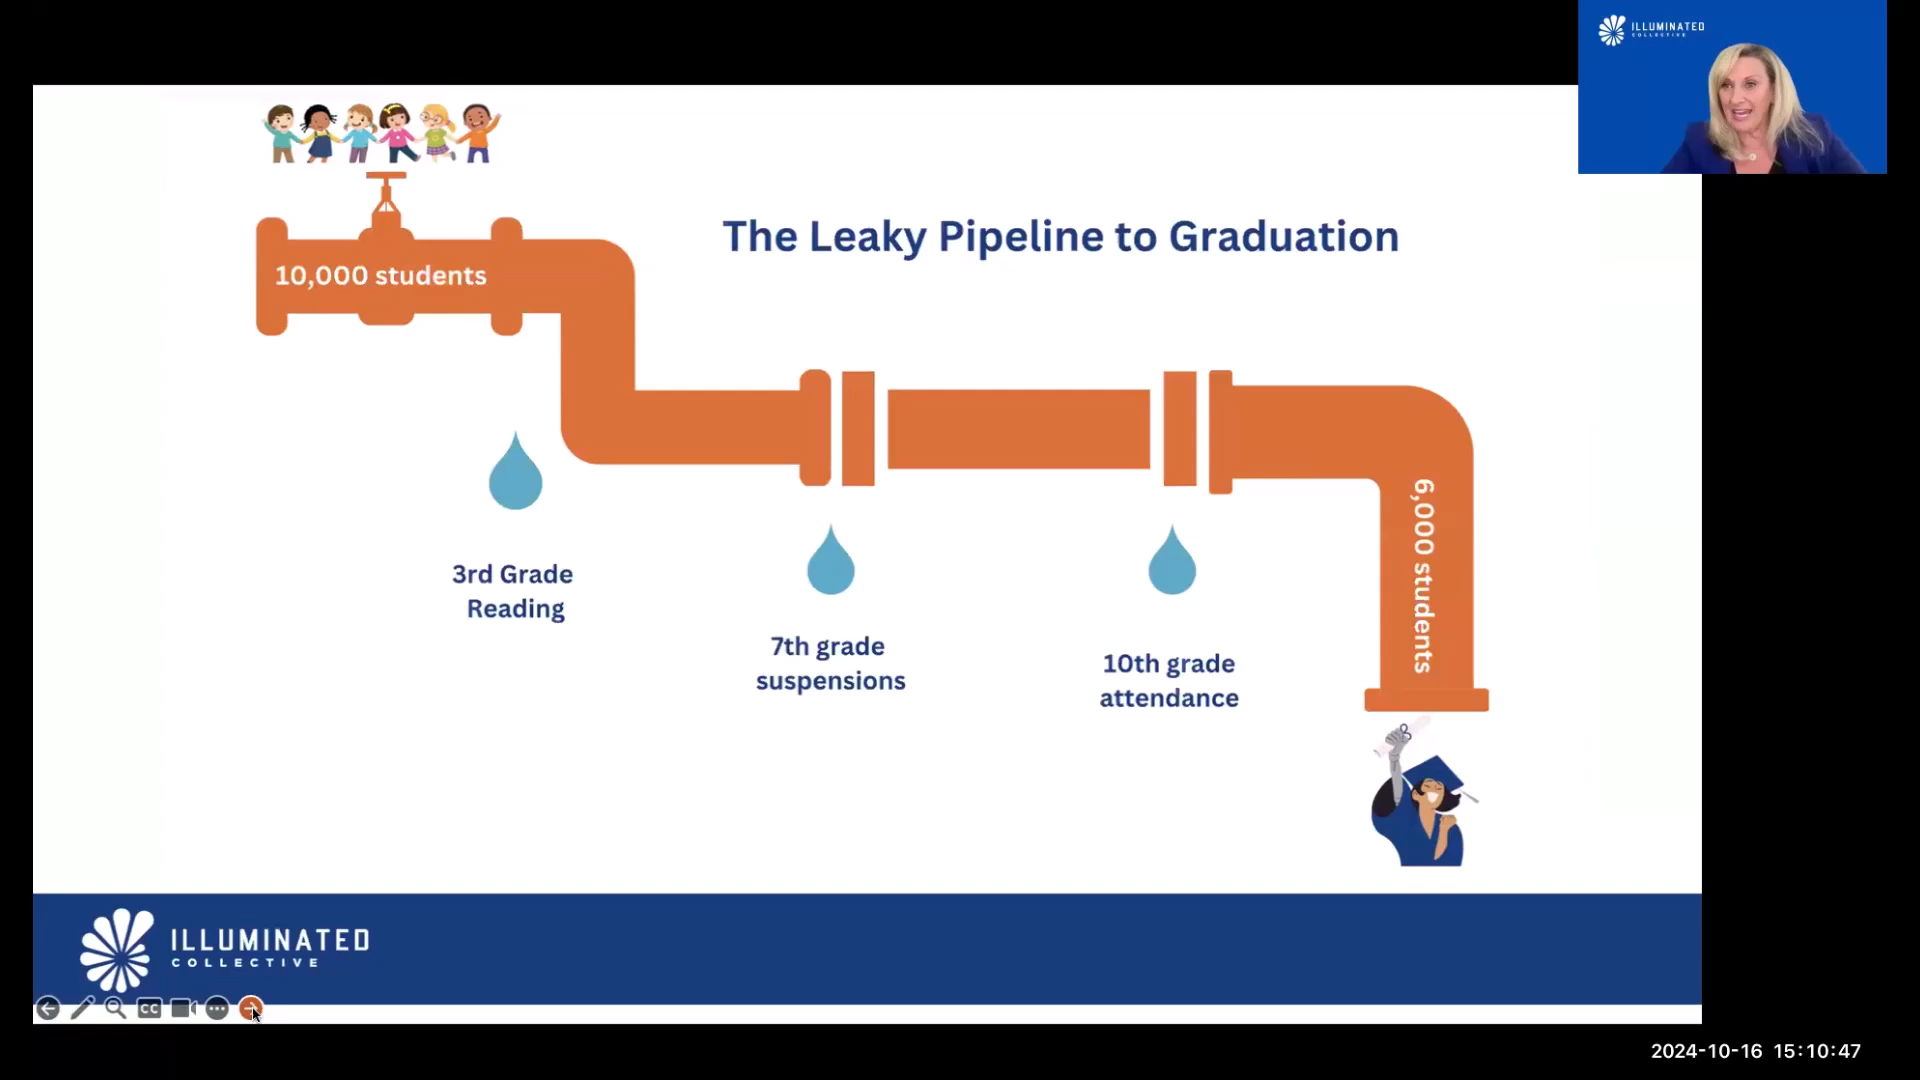 ILLUMINATED
COLLECTIVE
The Leaky Pipeline to Graduation
10,000 students
3rd Grade
Reading
7th grade
suspensions
10th grade
attendance
6,000 students
ILLUMINATED
COLLECTIVE
CC
2024-10-16 15:10:47